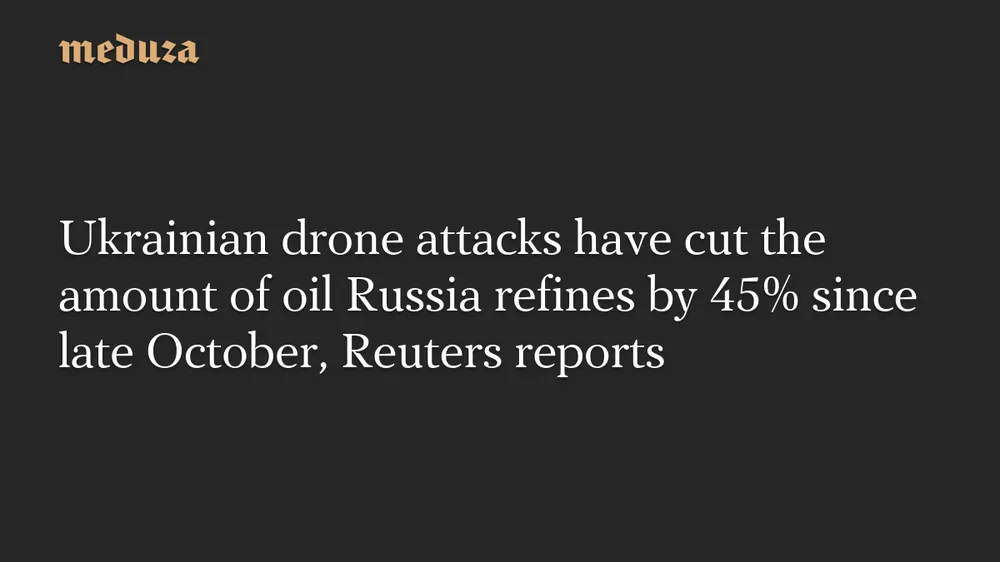 meduza
Ukrainian drone attacks have cut the
amount of oil Russia refines by 45% since
late October, Reuters reports